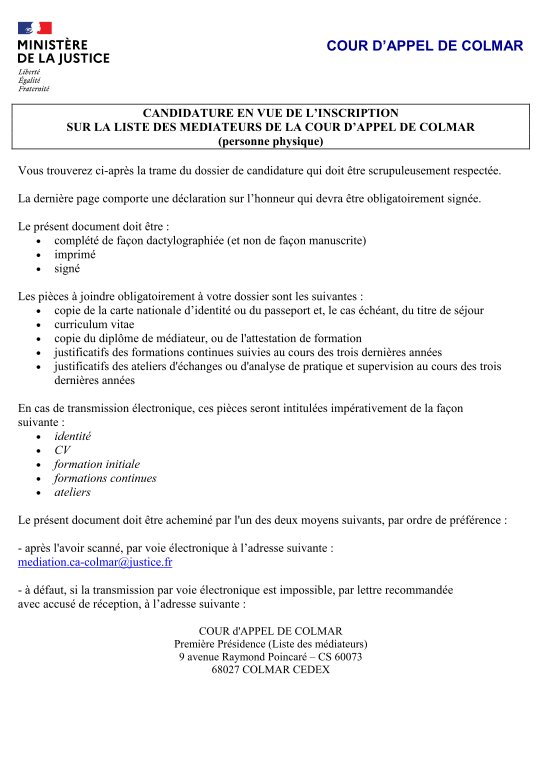 MINISTÈRE
DE LA JUSTICE
Liberté
Égalité
Fraternité
COUR D'APPEL DE COLMAR
CANDIDATURE EN VUE DE L'INSCRIPTION
SUR LA LISTE DES MEDIATEURS DE LA COUR D'APPEL DE COLMAR
(personne physique)
Vous trouverez ci-après la trame du dossier de candidature qui doit être scrupuleusement respectée.
La dernière page comporte une déclaration sur l'honneur qui devra être obligatoirement signée.
Le présent document doit être :
• complété de façon dactylographiée (et non de façon manuscrite)
• imprimé
• signé
Les pièces à joindre obligatoirement à votre dossier sont les suivantes :
• copie de la carte nationale d'identité ou du passeport et, le cas échéant, du titre de séjour
• curriculum vitae
• copie du diplôme de médiateur, ou de l'attestation de formation
• justificatifs des formations continues suivies au cours des trois dernières années
• justificatifs des ateliers d'échanges ou d'analyse de pratique et supervision au cours des trois
dernières années
En cas de transmission électronique, ces pièces seront intitulées impérativement de la façon
suivante :
• identité
• CV
• formation initiale
• formations continues
• ateliers
Le présent document doit être acheminé par l'un des deux moyens suivants, par ordre de préférence :
- après l'avoir scanné, par voie électronique à l'adresse suivante :
mediation.ca-colmar@justice.fr
- à défaut, si la transmission par voie électronique est impossible, par lettre recommandée
avec accusé de réception, à l'adresse suivante :
COUR d'APPEL DE COLMAR
Première Présidence (Liste des médiateurs)
9 avenue Raymond Poincaré – CS 60073
68027 COLMAR CEDEX